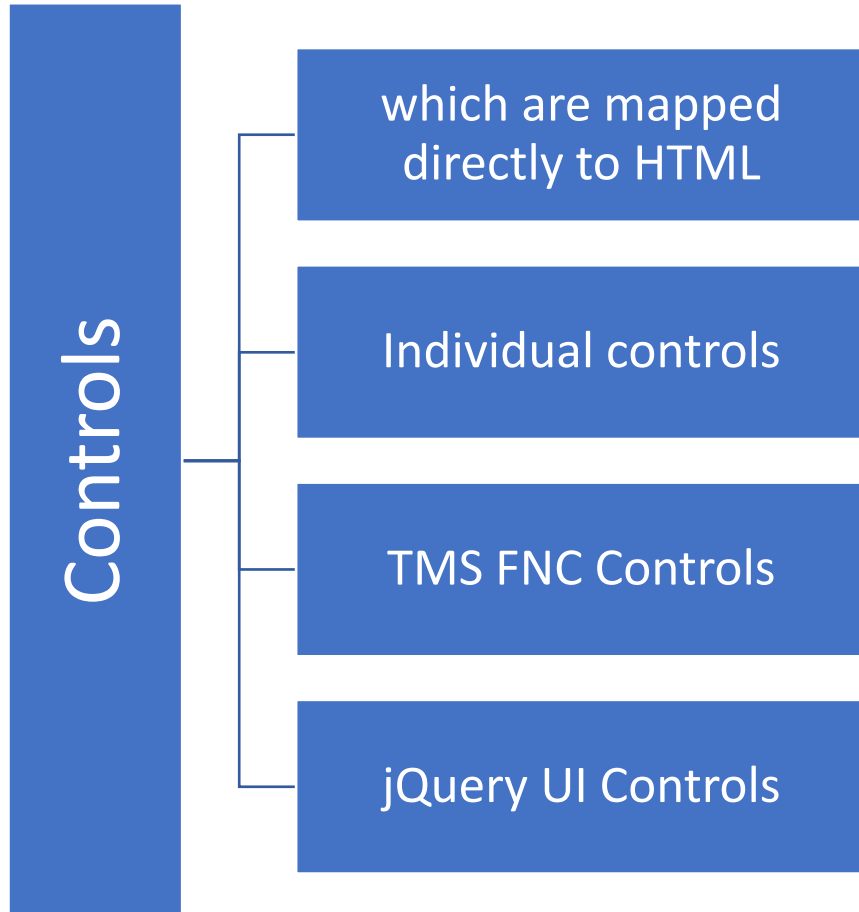 Controls
which are mapped
directly to HTML
Individual controls
TMS FNC Controls
jQuery UI Controls